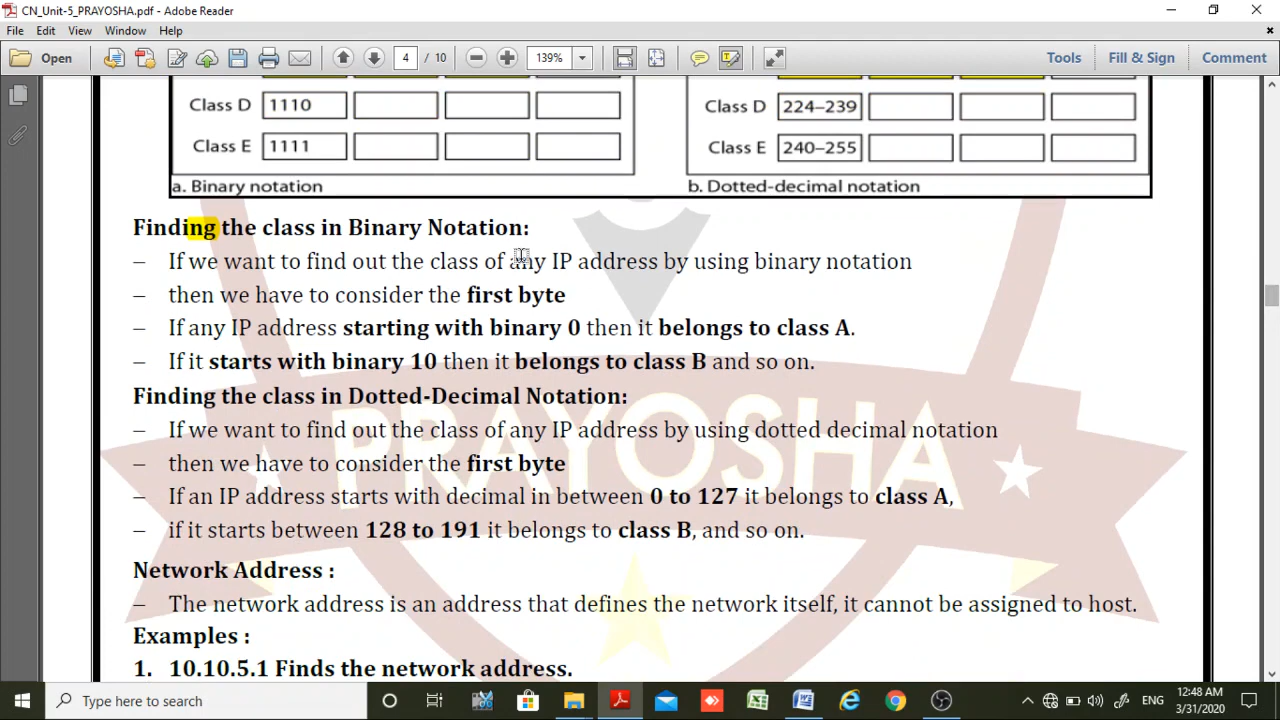 CN_Unit-5_PRAYOSHA.pdf - Adobe Reader
File Edit View Window Help
Open 4 / 10 139% Tools Fill & Sign Comment
Class D 1110 Class D 224–239
Class E 1111 Class E 240–255
a. Binary notation b. Dotted-decimal notation
Finding the class in Binary Notation:
– If we want to find out the class of any IP address by using binary notation
– then we have to consider the first byte
– If any IP address starting with binary 0 then it belongs to class A.
– If it starts with binary 10 then it belongs to class B and so on.
Finding the class in Dotted-Decimal Notation:
PRAYOSHA
– If we want to find out the class of any IP address by using dotted decimal notation
– then we have to consider the first byte
– If an IP address starts with decimal in between 0 to 127 it belongs to class A,
– if it starts between 128 to 191 it belongs to class B, and so on.
Network Address :
– The network address is an address that defines the network itself, it cannot be assigned to host.
Examples :
1. 10.10.5.1 Finds the network address.
Type here to search
ENG
12:48 AM
3/31/2020